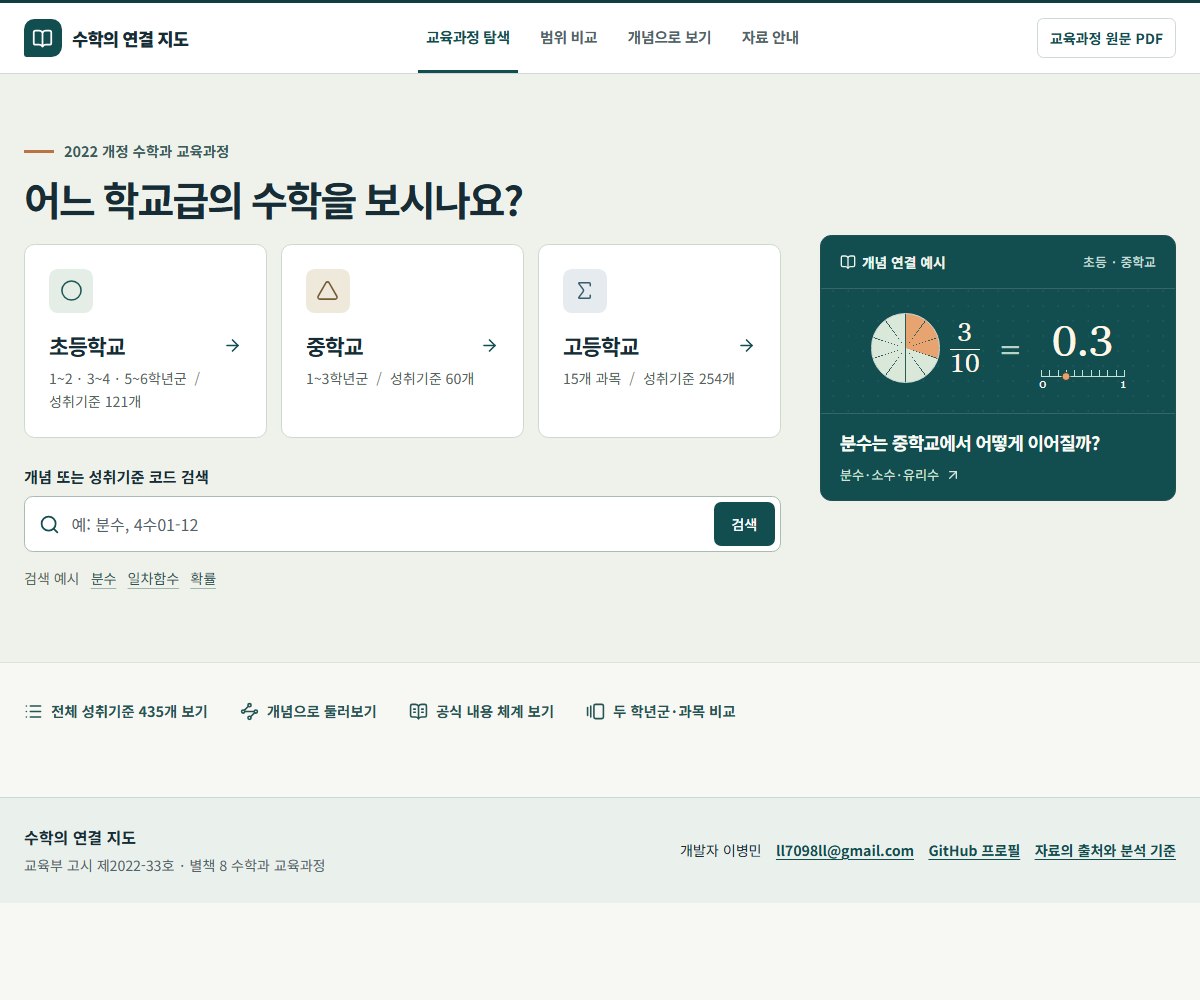 수학의 연결 지도
교육과정 탐색
범위 비교
개념으로 보기
자료 안내
교육과정 원문 PDF
2022 개정 수학과 교육과정
어느 학교급의 수학을 보시나요?
초등학교
1~2 · 3~4 · 5~6학년군 /
성취기준 121개
중학교
1~3학년군 / 성취기준 60개
Σ
고등학교
15개 과목 / 성취기준 254개
개념 또는 성취기준 코드 검색
예: 분수, 4수01-12
검색
검색 예시 분수 일차함수 확률
개념 연결 예시
초등 · 중학교
3
10
=
0.3
0 1
분수는 중학교에서 어떻게 이어질까?
분수·소수·유리수
전체 성취기준 435개 보기
개념으로 둘러보기
공식 내용 체계 보기
두 학년군·과목 비교
수학의 연결 지도
교육부 고시 제2022-33호 · 별책 8 수학과 교육과정
개발자 이병민 ll7098ll@gmail.com GitHub 프로필 자료의 출처와 분석 기준